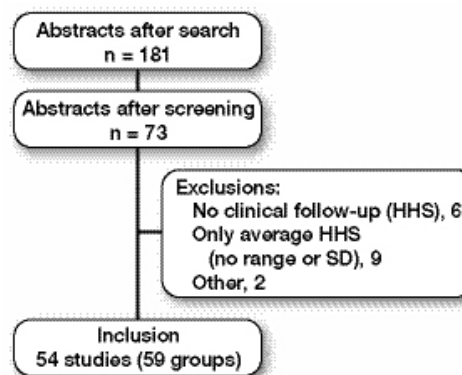 Abstracts after search
n = 181
Abstracts after screening
n = 73
Exclusions:
No clinical follow-up (HHS), 6
Only average HHS
(no range or SD), 9
Other, 2
Inclusion
54 studies (59 groups)